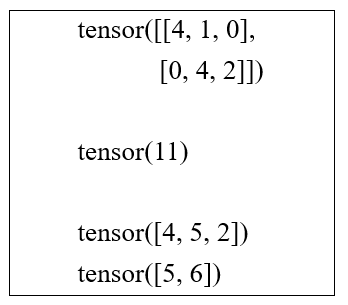 tensor([[4, 1, 0],
[0, 4, 2]])
tensor(11)
tensor([4, 5, 2])
tensor([5, 6])